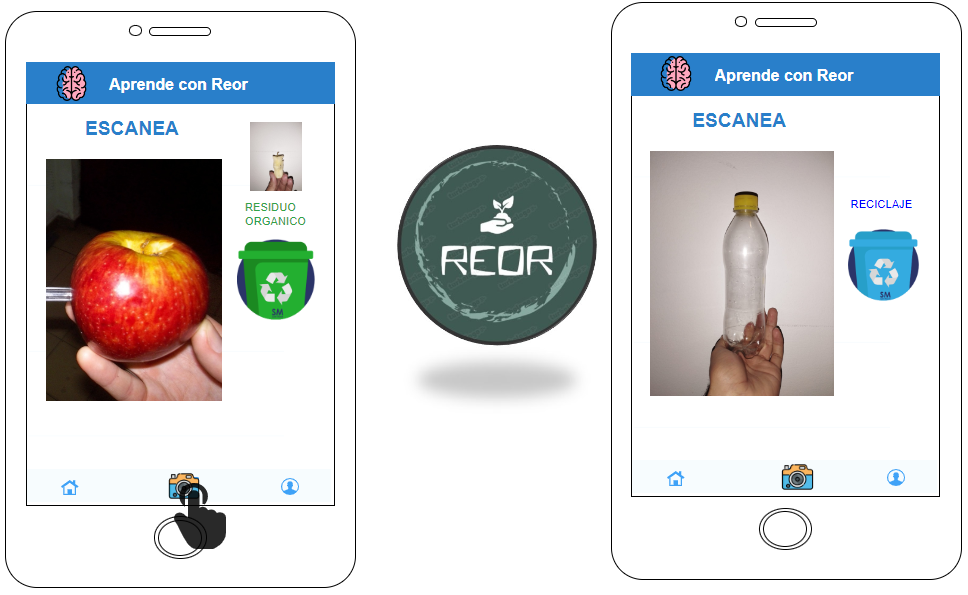 Aprende con Reor
ESCANEA
RESIDUO
ORGANICO
SM
REOR
Aprende con Reor
ESCANEA
RECICLAJE
SM